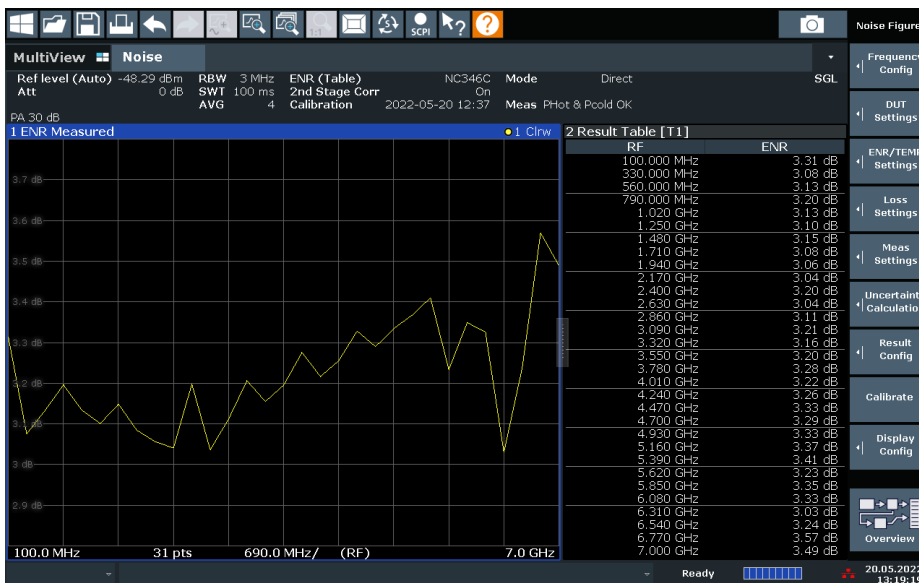 SCPI
1:1
?
Noise Figure
MultiView Noise
Ref level (Auto) -48.29 dBm RBW 3 MHz ENR (Table) NC346C Mode Direct SGL
Att 0 dB SWT 100 ms 2nd Stage Corr On
AVG 4 Calibration 2022-05-20 12:37 Meas PHot & Pcold OK
PA 30 dB
1 ENR Measured 1 Clrw
3.7 dB
3.6 dB
3.5 dB
3.4 dB
3.3 dB
3.2 dB
3.1 dB
3 dB
2.9 dB
100.0 MHz 31 pts 690.0 MHz/ (RF) 7.0 GHz
2 Result Table [T1]
RF ENR
100.000 MHz 3.31 dB
330.000 MHz 3.08 dB
560.000 MHz 3.13 dB
790.000 MHz 3.20 dB
1.020 GHz 3.13 dB
1.250 GHz 3.10 dB
1.480 GHz 3.15 dB
1.710 GHz 3.08 dB
1.940 GHz 3.06 dB
2.170 GHz 3.04 dB
2.400 GHz 3.20 dB
2.630 GHz 3.04 dB
2.860 GHz 3.11 dB
3.090 GHz 3.21 dB
3.320 GHz 3.16 dB
3.550 GHz 3.20 dB
3.780 GHz 3.28 dB
4.010 GHz 3.22 dB
4.240 GHz 3.26 dB
4.470 GHz 3.33 dB
4.700 GHz 3.29 dB
4.930 GHz 3.33 dB
5.160 GHz 3.37 dB
5.390 GHz 3.41 dB
5.620 GHz 3.23 dB
5.850 GHz 3.35 dB
6.080 GHz 3.33 dB
6.310 GHz 3.03 dB
6.540 GHz 3.24 dB
6.770 GHz 3.57 dB
7.000 GHz 3.49 dB
Frequency
Config
DUT
Settings
ENR/TEMP
Settings
Loss
Settings
Meas
Settings
Uncertaint
Calculatio
Result
Config
Calibrate
Display
Config
Overview
Ready
20.05.2022
13:19:19